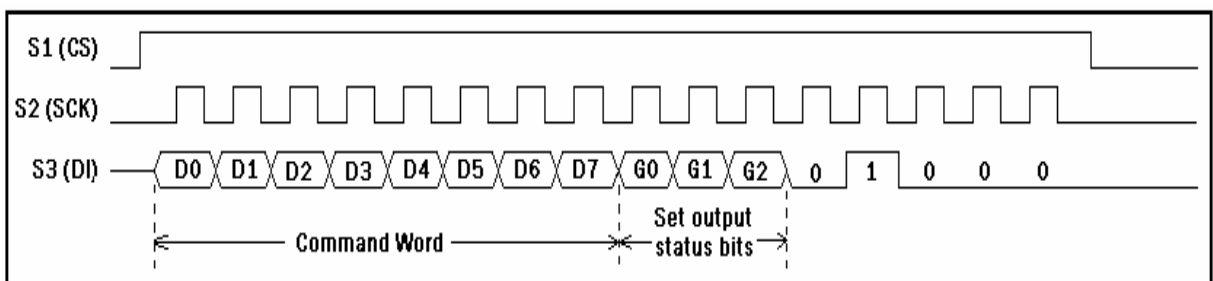 S1 (CS)
S2 (SCK)
S3 (DI) D0 D1 D2 D3 D4 D5 D6 D7 G0 G1 G2 0 1 0 0 0
Command Word
Set output
status bits